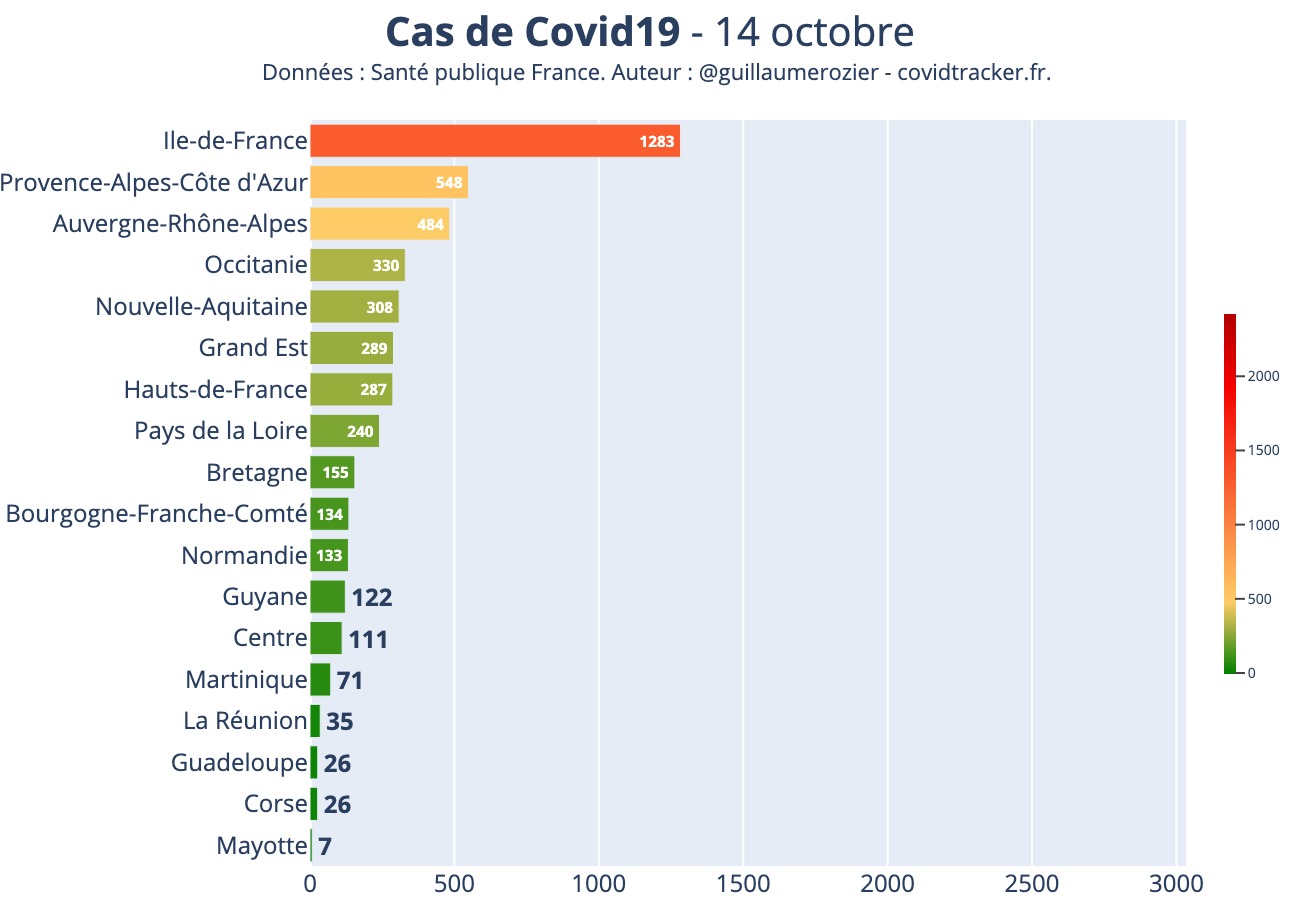 Cas de Covid19 - 14 octobre
Données : Santé publique France. Auteur : @guillaumerozier - covidtracker.fr.
Ile-de-France 1283
Provence-Alpes-Côte d'Azur 548
Auvergne-Rhône-Alpes 484
Occitanie 330
Nouvelle-Aquitaine 308
Grand Est 289
Hauts-de-France 287
Pays de la Loire 240
Bretagne 155
Bourgogne-Franche-Comté 134
Normandie 133
Guyane 122
Centre 111
Martinique 71
La Réunion 35
Guadeloupe 26
Corse 26
Mayotte 7
0 500 1000 1500 2000 2500 3000
2000
1500
1000
500
0